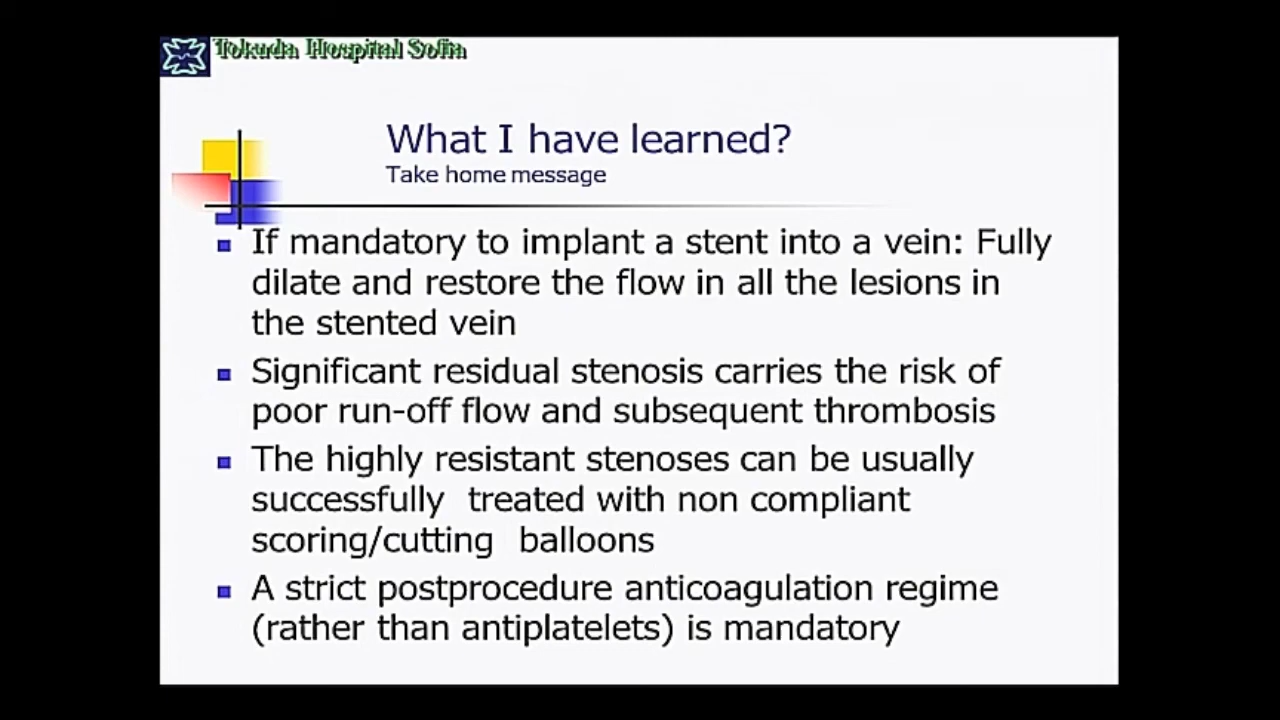 Tokuda Hospital Sofia
What I have learned?
Take home message
If mandatory to implant a stent into a vein: Fully
dilate and restore the flow in all the lesions in
the stented vein
Significant residual stenosis carries the risk of
poor run-off flow and subsequent thrombosis
The highly resistant stenoses can be usually
successfully treated with non compliant
scoring/cutting balloons
A strict postprocedure anticoagulation regime
(rather than antiplatelets) is mandatory